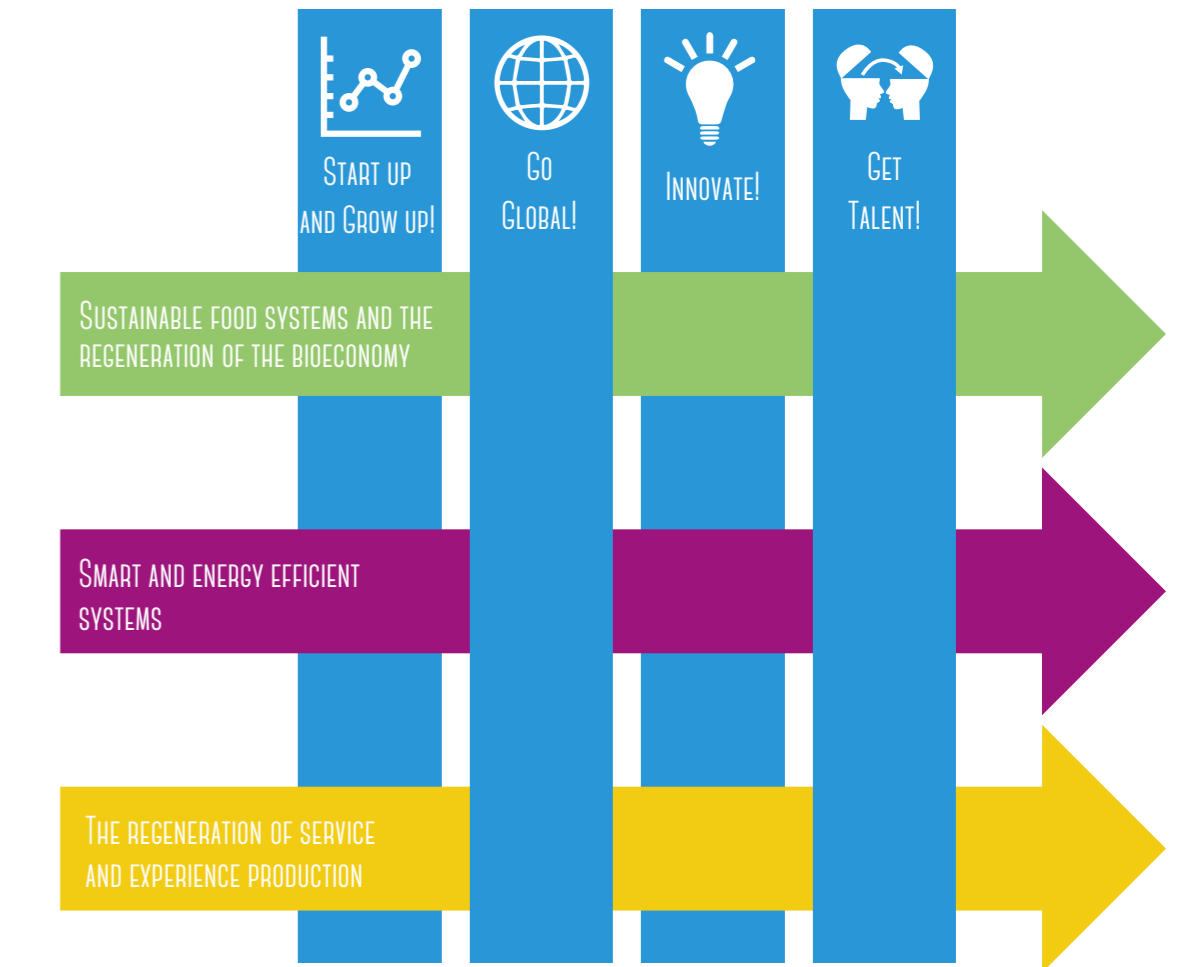 Start up
and Grow up!
Go
Global!
Innovate!
Get
Talent!
Sustainable food systems and the
regeneration of the bioeconomy
Smart and energy efficient
systems
The regeneration of service
and experience production